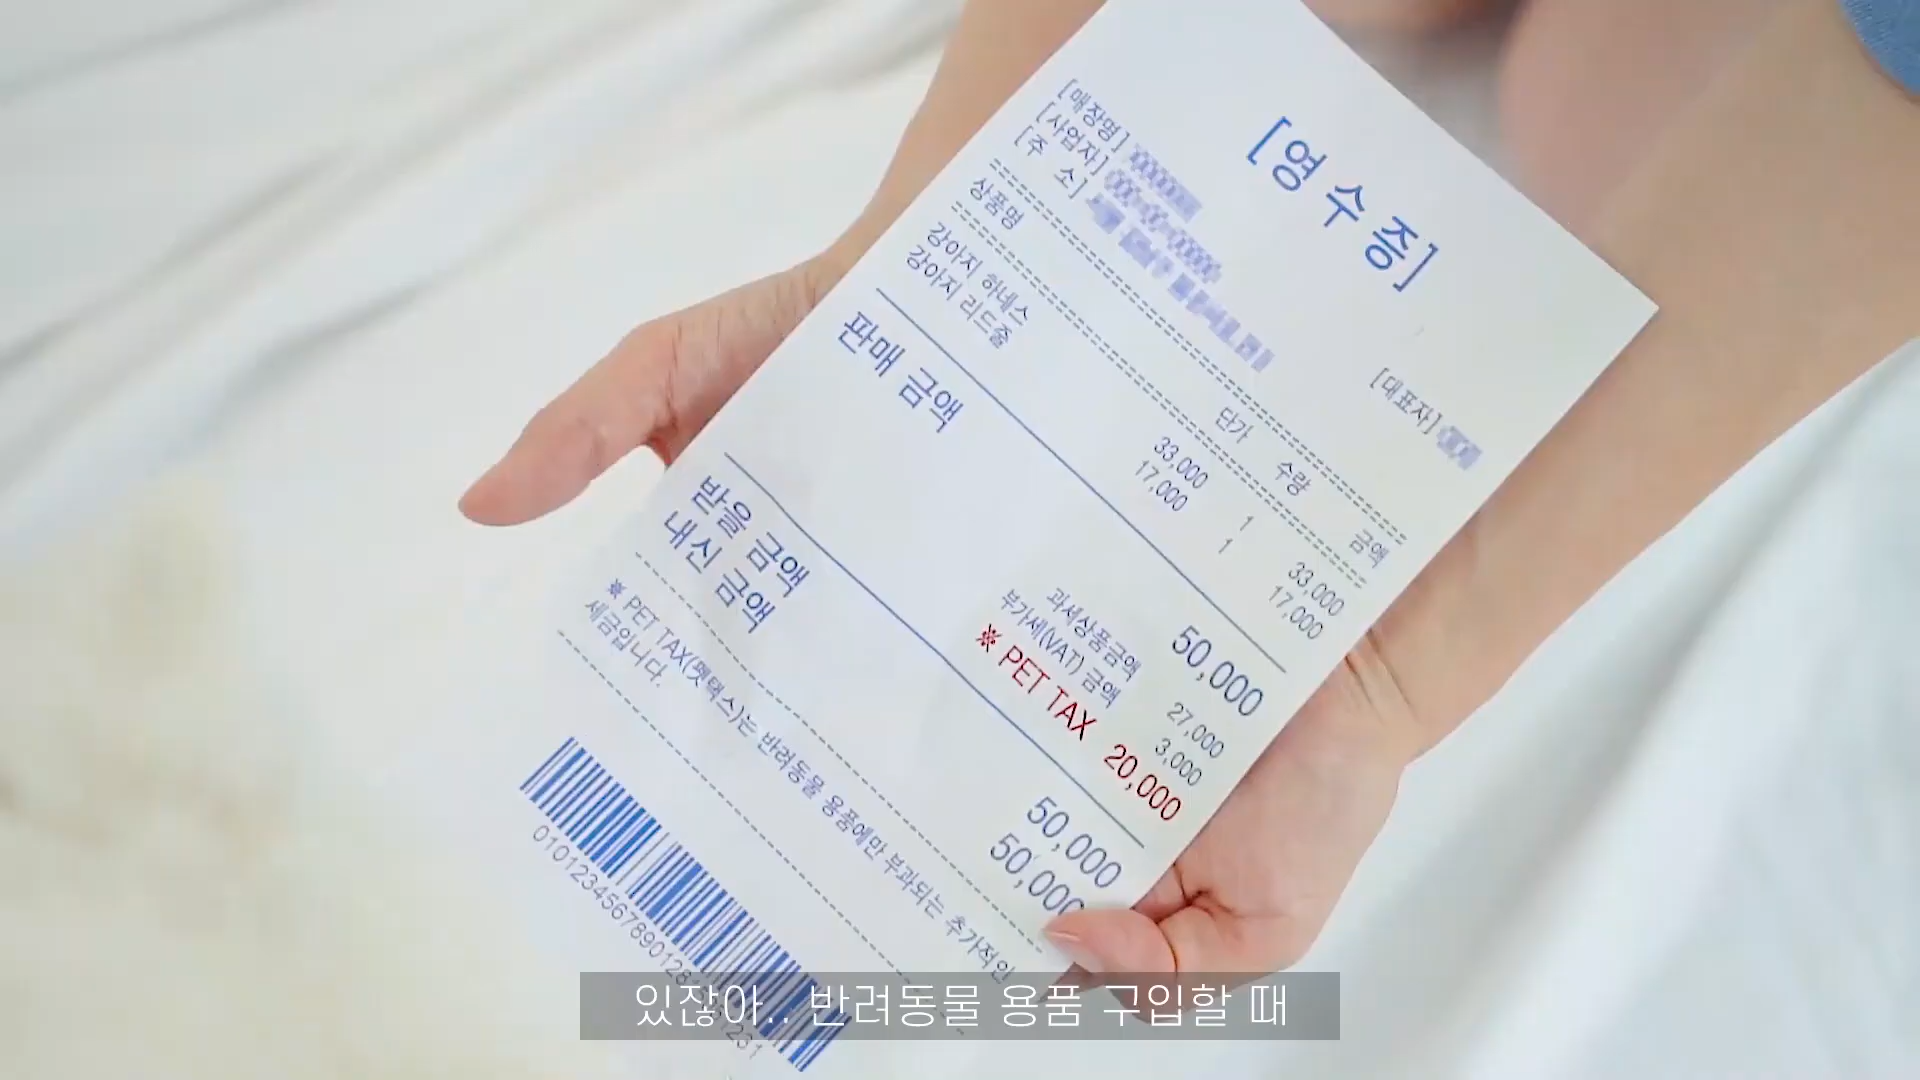 [영수증]
[매장명]
[사업자]
[주 소]
[대표자]
상품명 단가 수량 금액
강아지 하네스 33,000 1 33,000
강아지 리드줄 17,000 1 17,000
판매 금액 50,000
과세상품금액 27,000
부가세(VAT) 금액 3,000
※ PET TAX 20,000
받을 금액 50,000
내신 금액 50,000
※ PET TAX(펫택스)는 반려동물 용품에만 부과되는 추가적인
세금입니다.
있잖아.. 반려동물 용품 구입할 때